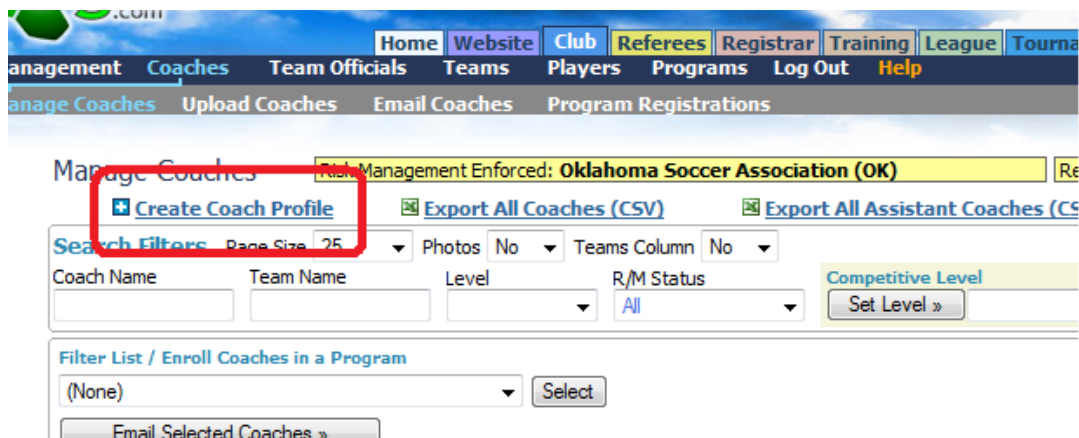 .com
Home Website Club Referees Registrar Training League Tourna
anagement Coaches Team Officials Teams Players Programs Log Out Help
anage Coaches Upload Coaches Email Coaches Program Registrations
Manage Coaches Risk Management Enforced: Oklahoma Soccer Association (OK) Re
Create Coach Profile Export All Coaches (CSV) Export All Assistant Coaches (CS
Search Filters Page Size 25 Photos No Teams Column No
Coach Name Team Name Level R/M Status Competitive Level
All Set Level »
Filter List / Enroll Coaches in a Program
(None) Select
Email Selected Coaches »